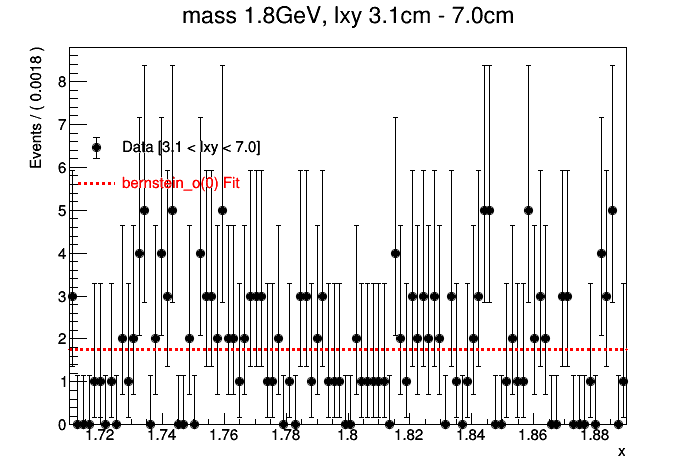 mass 1.8GeV, lxy 3.1cm - 7.0cm
Events / ( 0.0018 )
8
7
6
5
4
3
2
1
0
Data [3.1 < lxy < 7.0]
bernstein_o(0) Fit
1.72 1.74 1.76 1.78 1.8 1.82 1.84 1.86 1.88
x